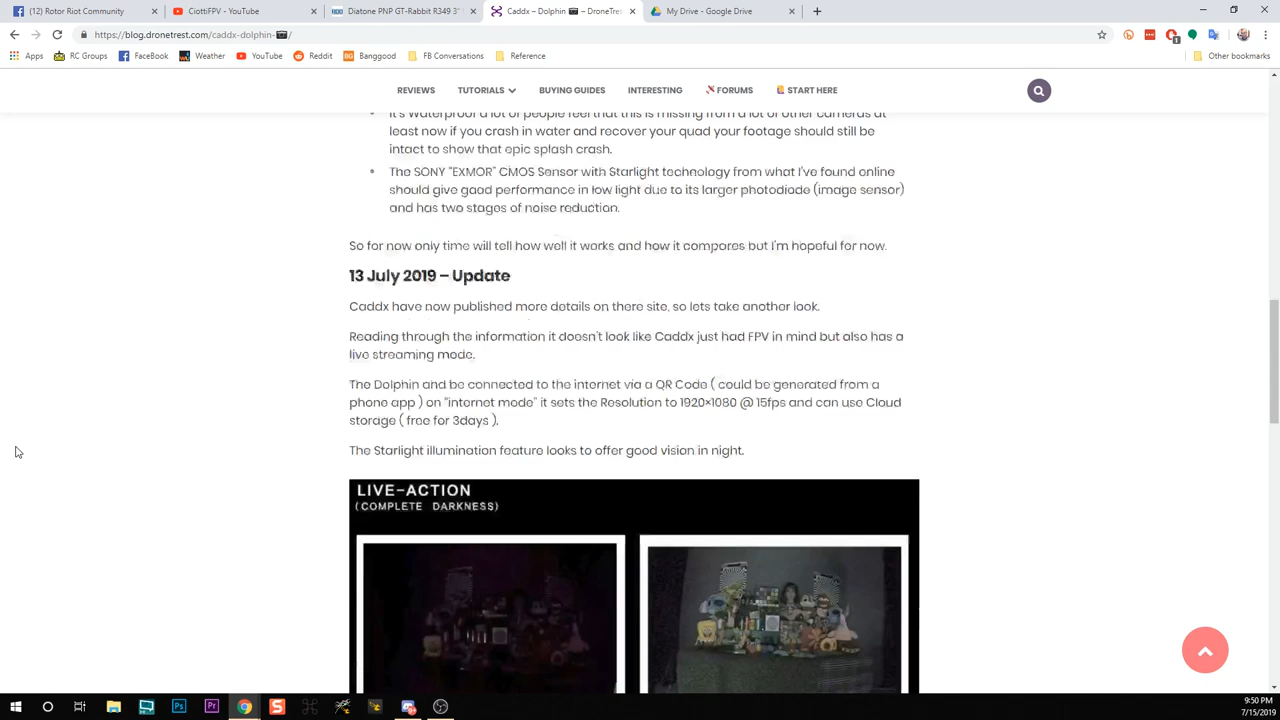 (12) Rotor Riot Community
CiottiFPV - YouTube
Diatone PNP GT-Rabbit R349 3"
Caddx – Dolphin 📷 – DroneTres
My Drive - Google Drive
https://blog.dronetrest.com/caddx-dolphin-📷/
Apps
RC Groups
FaceBook
Weather
YouTube
Reddit
Banggood
FB Conversations
Reference
Other bookmarks
REVIEWS
TUTORIALS
BUYING GUIDES
INTERESTING
FORUMS
START HERE
It's Waterproof a lot of people feel that this is missing from a lot of other cameras at
least now if you crash in water and recover your quad your footage should still be
intact to show that epic splash crash.
The SONY "EXMOR" CMOS Sensor with Starlight technology from what I've found online
should give good performance in low light due to its larger photodiode (image sensor)
and has two stages of noise reduction.
So for now only time will tell how well it works and how it compares but I'm hopeful for now.
13 July 2019 – Update
Caddx have now published more details on there site, so lets take another look.
Reading through the information it doesn't look like Caddx just had FPV in mind but also has a
live streaming mode.
The Dolphin and be connected to the internet via a QR Code ( could be generated from a
phone app ) on "internet mode" it sets the Resolution to 1920×1080 @ 15fps and can use Cloud
storage ( free for 3days ).
The Starlight illumination feature looks to offer good vision in night.
LIVE-ACTION
(COMPLETE DARKNESS)
9:50 PM
7/15/2019